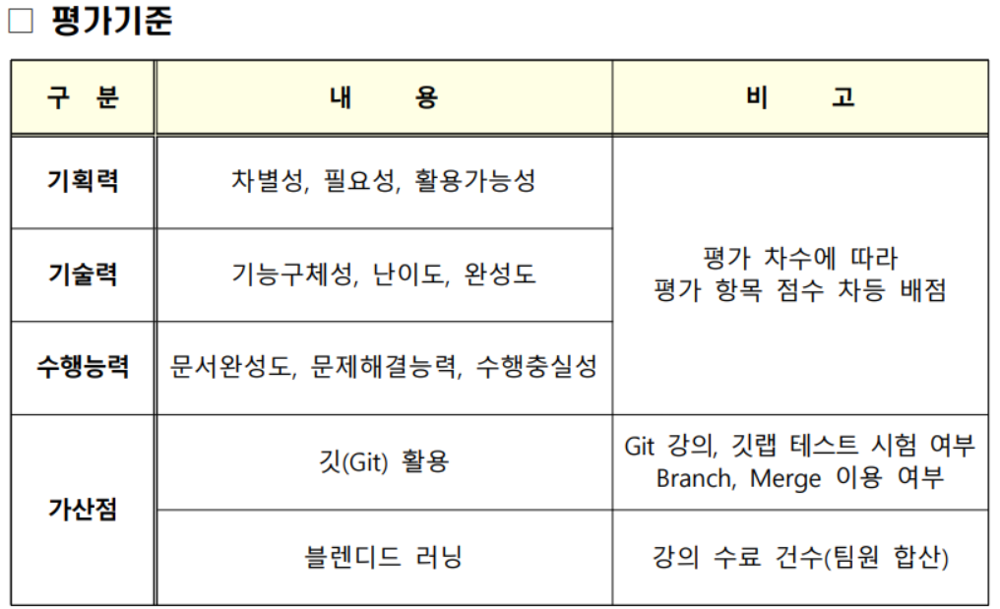 □ 평가기준
구 분 내 용 비 고
기획력 차별성, 필요성, 활용가능성
기술력 기능구체성, 난이도, 완성도
평가 차수에 따라
평가 항목 점수 차등 배점
수행능력 문서완성도, 문제해결능력, 수행충실성
가산점
깃(Git) 활용
Git 강의, 깃랩 테스트 시험 여부
Branch, Merge 이용 여부
블렌디드 러닝 강의 수료 건수(팀원 합산)